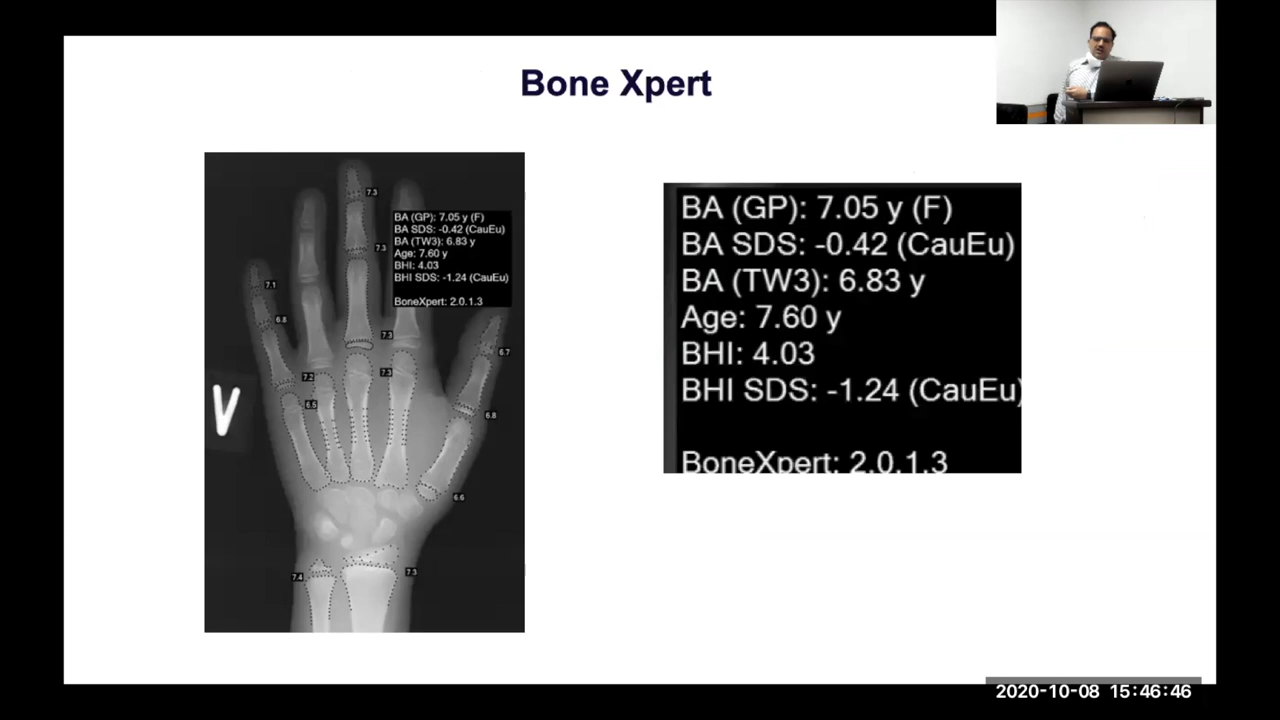 Bone Xpert
7.3
BA (GP): 7.05 y (F)
BA SDS: -0.42 (CauEu)
BA (TW3): 6.83 y
Age: 7.60 y
BHI: 4.03
BHI SDS: -1.24 (CauEu)
BoneXpert: 2.0.1.3
7.3
7.1
6.8
7.3
6.7
7.2
7.3
6.5
6.8
V
6.6
7.4
7.3
BA (GP): 7.05 y (F)
BA SDS: -0.42 (CauEu)
BA (TW3): 6.83 y
Age: 7.60 y
BHI: 4.03
BHI SDS: -1.24 (CauEu)
BoneXpert: 2.0.1.3
2020-10-08 15:46:46